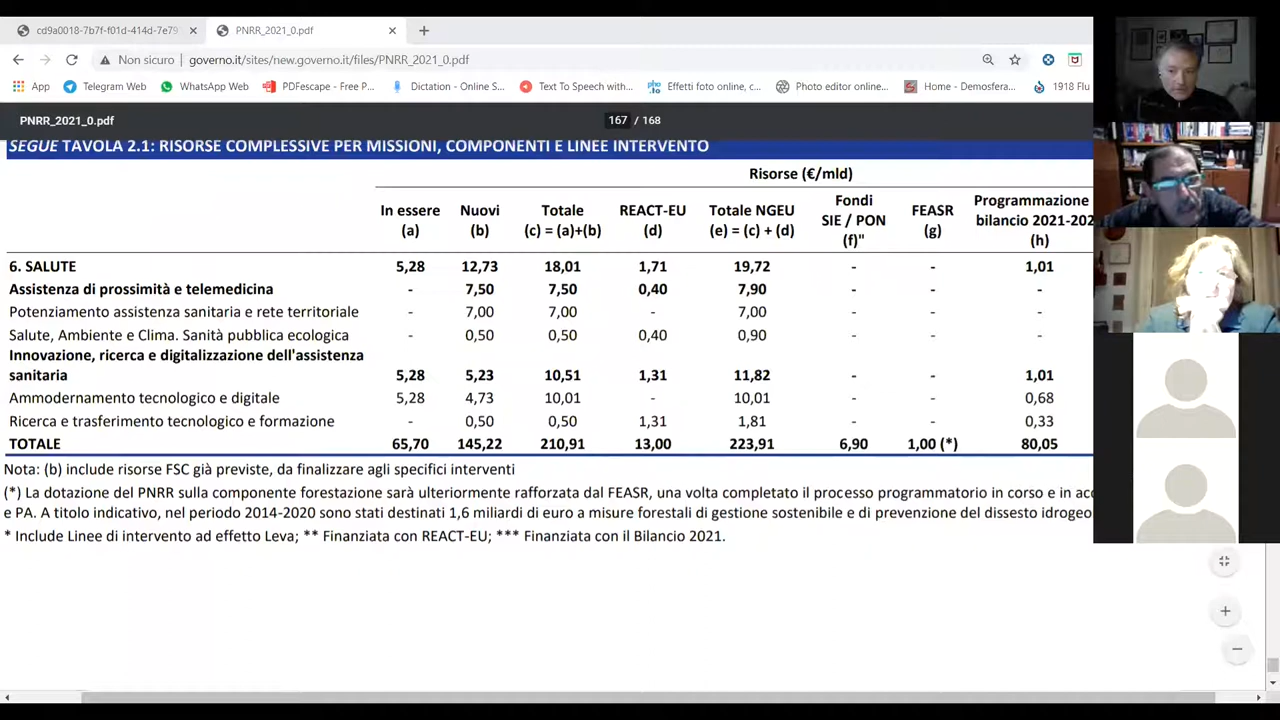 cd9a0018-7b7f-f01d-414d-7e79
PNRR_2021_0.pdf
Non sicuro
governo.it/sites/new.governo.it/files/PNRR_2021_0.pdf
App
Telegram Web
WhatsApp Web
PDFescape - Free P...
Dictation - Online S...
Text To Speech with...
Effetti foto online, c...
Photo editor online...
Home - Demosfera...
1918 Flu
PNRR_2021_0.pdf
167 / 168
SEGUE TAVOLA 2.1: RISORSE COMPLESSIVE PER MISSIONI, COMPONENTI E LINEE INTERVENTO
Risorse (€/mld)
In essere (a) Nuovi (b) Totale (c) = (a)+(b) REACT-EU (d) Totale NGEU (e) = (c) + (d) Fondi SIE / PON (f)" FEASR (g) Programmazione bilancio 2021-202 (h)
6. SALUTE 5,28 12,73 18,01 1,71 19,72 - - 1,01
Assistenza di prossimità e telemedicina - 7,50 7,50 0,40 7,90 - - -
Potenziamento assistenza sanitaria e rete territoriale - 7,00 7,00 - 7,00 - - -
Salute, Ambiente e Clima. Sanità pubblica ecologica - 0,50 0,50 0,40 0,90 - - -
Innovazione, ricerca e digitalizzazione dell'assistenza
sanitaria 5,28 5,23 10,51 1,31 11,82 - - 1,01
Ammodernamento tecnologico e digitale 5,28 4,73 10,01 - 10,01 - - 0,68
Ricerca e trasferimento tecnologico e formazione - 0,50 0,50 1,31 1,81 - - 0,33
TOTALE 65,70 145,22 210,91 13,00 223,91 6,90 1,00 (*) 80,05
Nota: (b) include risorse FSC già previste, da finalizzare agli specifici interventi
(*) La dotazione del PNRR sulla componente forestazione sarà ulteriormente rafforzata dal FEASR, una volta completato il processo programmatorio in corso e in acc
e PA. A titolo indicativo, nel periodo 2014-2020 sono stati destinati 1,6 miliardi di euro a misure forestali di gestione sostenibile e di prevenzione del dissesto idrogeo
* Include Linee di intervento ad effetto Leva; ** Finanziata con REACT-EU; *** Finanziata con il Bilancio 2021.